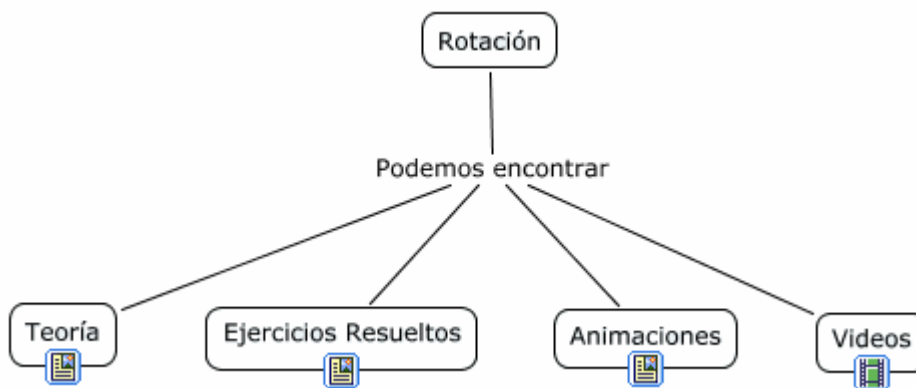 Rotación
Podemos encontrar
Teoría
Ejercicios Resueltos
Animaciones
Videos